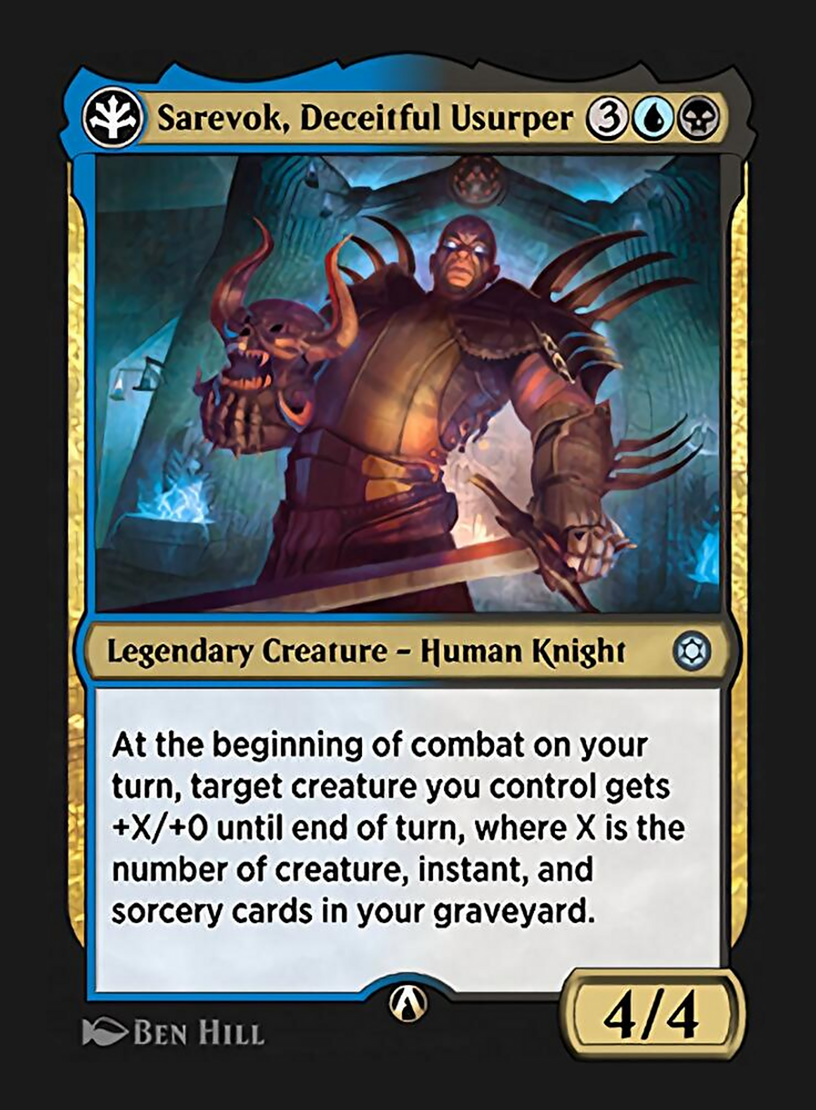 Sarevok, Deceitful Usurper 3
Legendary Creature – Human Knight
At the beginning of combat on your
turn, target creature you control gets
+X/+0 until end of turn, where X is the
number of creature, instant, and
sorcery cards in your graveyard.
4/4
BEN HILL